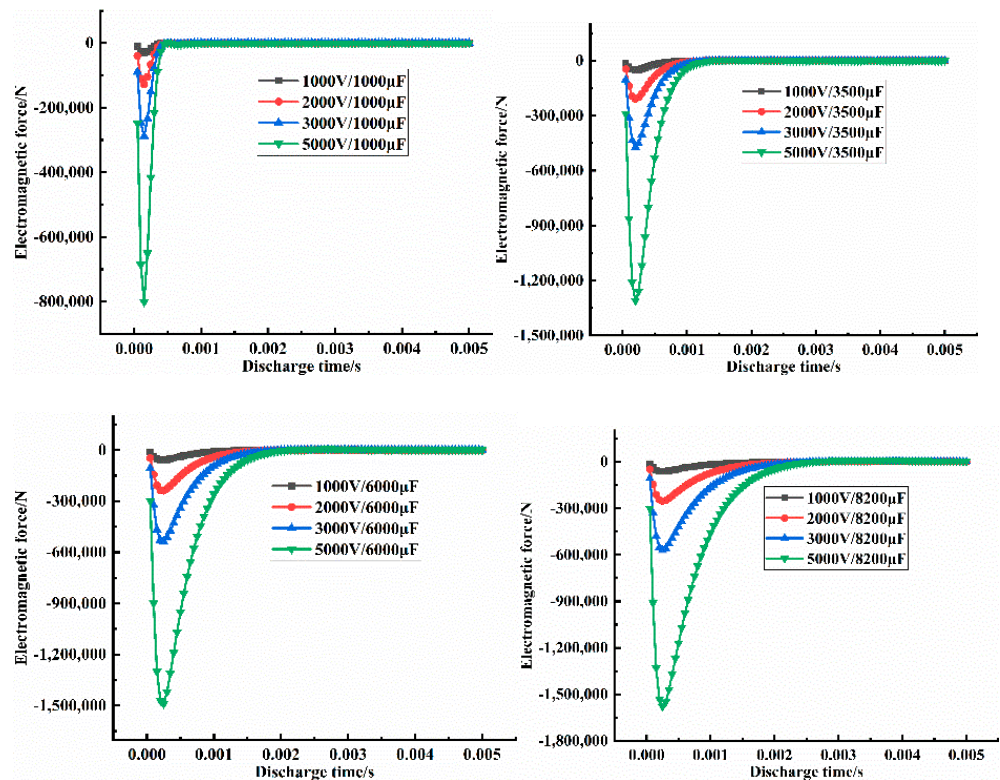 Electromagnetic force/N
0
-200,000
-400,000
-600,000
-800,000
1000V/1000μF
2000V/1000μF
3000V/1000μF
5000V/1000μF
0.000 0.001 0.002 0.003 0.004 0.005
Discharge time/s
Electromagnetic force/N
0
-300,000
-600,000
-900,000
-1,200,000
-1,500,000
1000V/3500μF
2000V/3500μF
3000V/3500μF
5000V/3500μF
0.000 0.001 0.002 0.003 0.004 0.005
Discharge time/s
Electromagnetic force/N
0
-300,000
-600,000
-900,000
-1,200,000
-1,500,000
1000V/6000μF
2000V/6000μF
3000V/6000μF
5000V/6000μF
0.000 0.001 0.002 0.003 0.004 0.005
Discharge time/s
Electromagnetic force/N
0
-300,000
-600,000
-900,000
-1,200,000
-1,500,000
-1,800,000
1000V/8200μF
2000V/8200μF
3000V/8200μF
5000V/8200μF
0.000 0.001 0.002 0.003 0.004 0.005
Discharge time/s